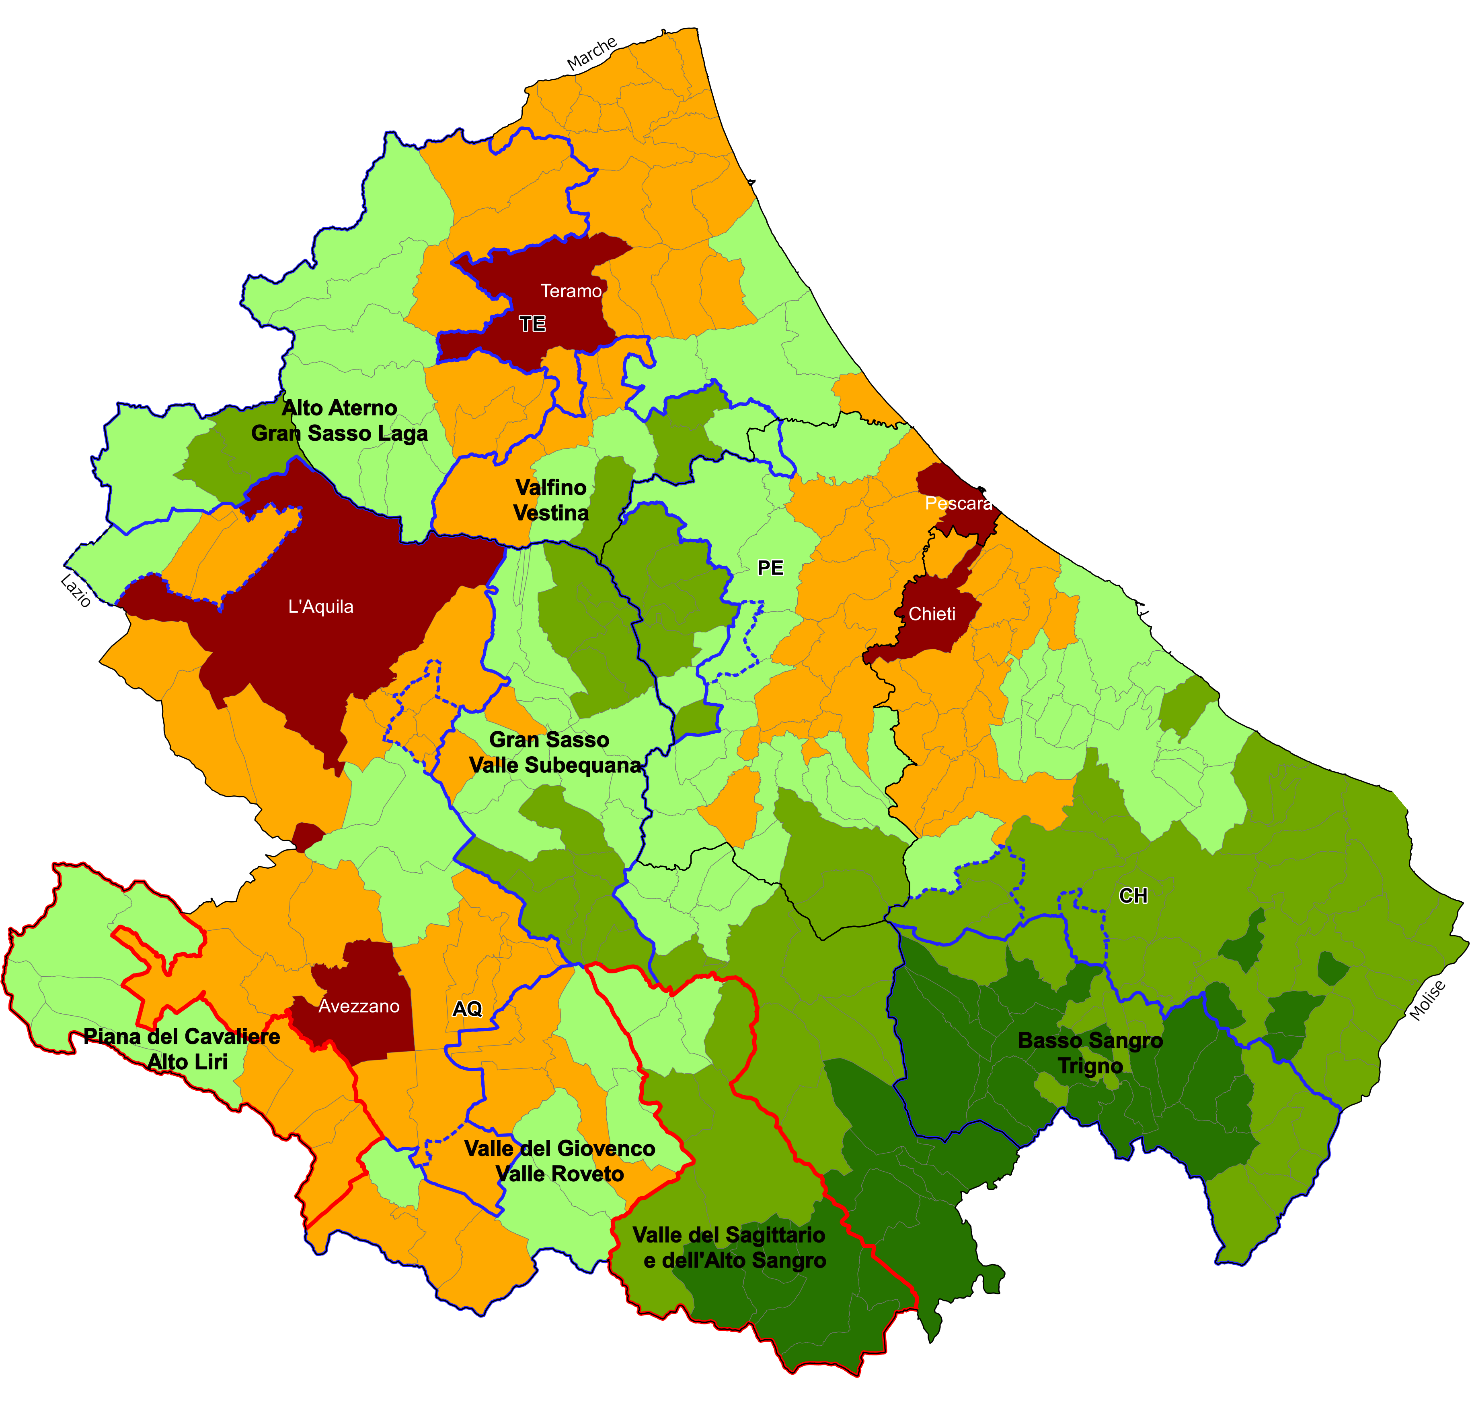 Marche
Teramo
TE
Alto Aterno
Gran Sasso Laga
Valfino
Vestina
Pescara
PE
Lazio
L'Aquila
Chieti
Gran Sasso
Valle Subequana
CH
Avezzano
AQ
Molise
Piana del Cavaliere
Alto Liri
Basso Sangro
Trigno
Valle del Giovenco
Valle Roveto
Valle del Sagittario
e dell'Alto Sangro